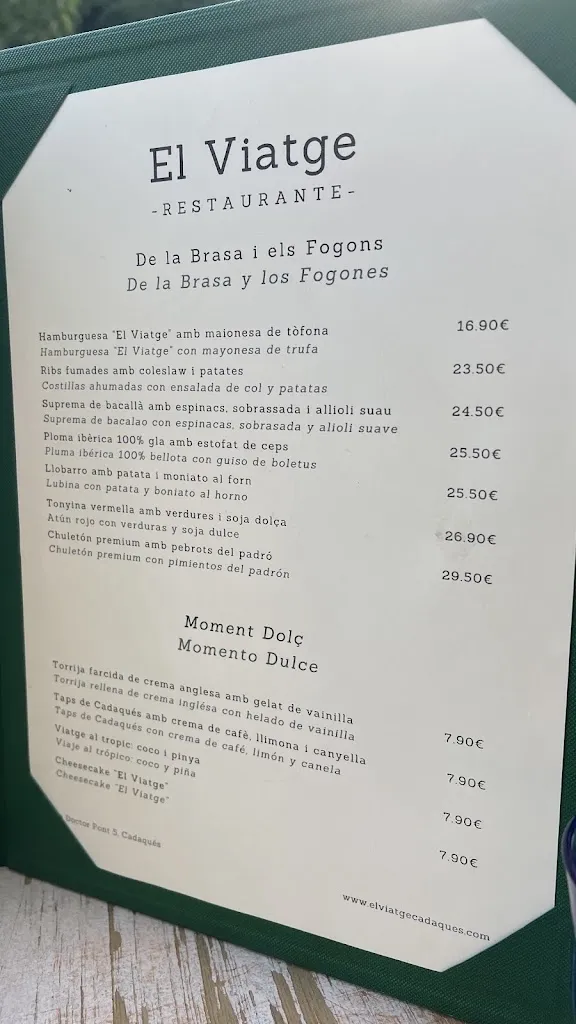 El Viatge
-RESTAURANTE-
De la Brasa i els Fogons
De la Brasa y los Fogones
Hamburguesa "El Viatge" amb maionesa de tòfona 16.90€
Hamburguesa "El Viatge" con mayonesa de trufa
Ribs fumades amb coleslaw i patates 23.50€
Costillas ahumadas con ensalada de col y patatas
Suprema de bacallà amb espinacs, sobrassada i allioli suau 24.50€
Suprema de bacalao con espinacas, sobrasada y alioli suave
Ploma ibèrica 100% gla amb estofat de ceps 25.50€
Pluma ibérica 100% bellota con guiso de boletus
Llobarro amb patata i moniato al forn 25.50€
Lubina con patata y boniato al horno
Tonyina vermella amb verdures i soja dolça 26.90€
Atún rojo con verduras y soja dulce
Chuletón premium amb pebrots del padró 29.50€
Chuletón premium con pimientos del padrón
Moment Dolç
Momento Dulce
Torrija farcida de crema anglesa amb gelat de vainilla 7.90€
Torrija rellena de crema inglésa con helado de vainilla
Taps de Cadaqués amb crema de cafè, llimona i canyella 7.90€
Taps de Cadaqués con crema de café, limón y canela
Viatge al tropic: coco i pinya 7.90€
Viaje al trópico: coco y piña
Cheesecake "El Viatge" 7.90€
Cheesecake "El Viatge"
Doctor Pont 5, Cadaqués
www.elviatgecadaques.com